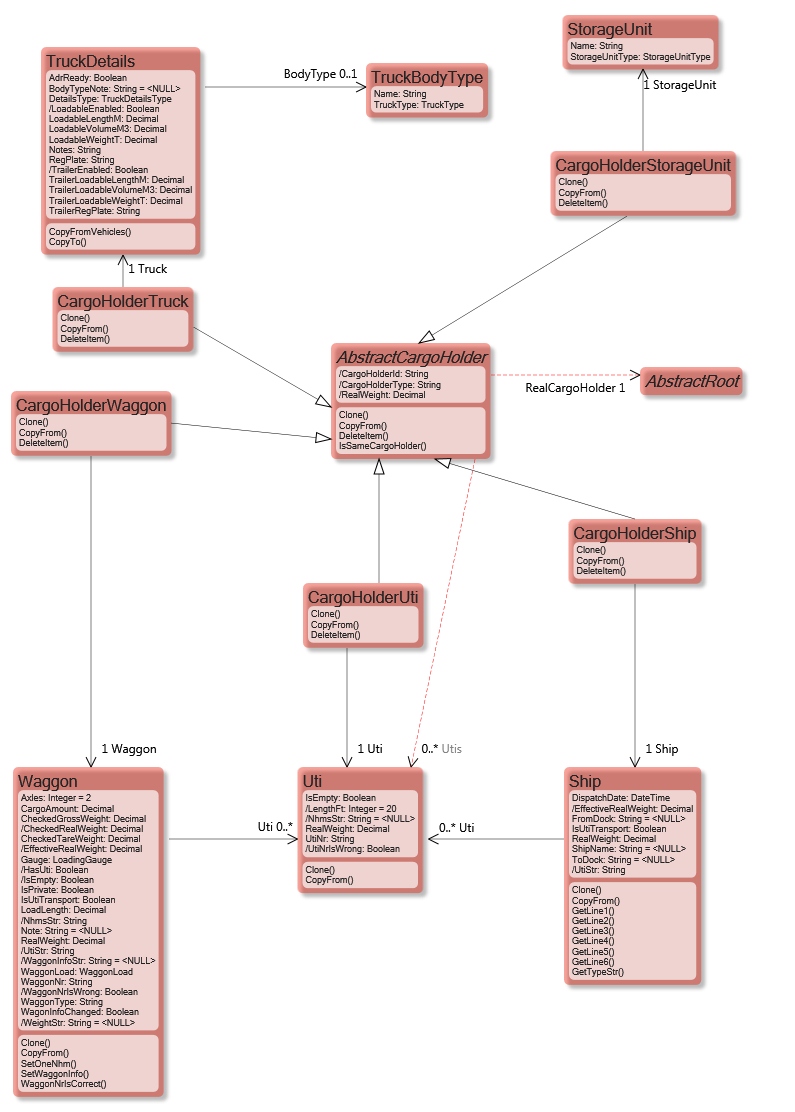 StorageUnit
Name: String
StorageUnitType: StorageUnitType
TruckDetails
AdrReady: Boolean
BodyTypeNote: String = <NULL>
DetailsType: TruckDetailsType
/LoadableEnabled: Boolean
LoadableLengthM: Decimal
LoadableVolumeM3: Decimal
LoadableWeightT: Decimal
Notes: String
RegPlate: String
/TrailerEnabled: Boolean
TrailerLoadableLengthM: Decimal
TrailerLoadableVolumeM3: Decimal
TrailerLoadableWeightT: Decimal
TrailerRegPlate: String
CopyFromVehicles()
CopyTo()
BodyType 0..1
TruckBodyType
Name: String
TruckType: TruckType
1 StorageUnit
CargoHolderStorageUnit
Clone()
CopyFrom()
DeleteItem()
1 Truck
CargoHolderTruck
Clone()
CopyFrom()
DeleteItem()
AbstractCargoHolder
/CargoHolderId: String
/CargoHolderType: String
/RealWeight: Decimal
Clone()
CopyFrom()
DeleteItem()
IsSameCargoHolder()
RealCargoHolder 1
AbstractRoot
CargoHolderWaggon
Clone()
CopyFrom()
DeleteItem()
CargoHolderShip
Clone()
CopyFrom()
DeleteItem()
CargoHolderUti
Clone()
CopyFrom()
DeleteItem()
1 Waggon
1 Uti
0..* Utis
1 Ship
Waggon
Axles: Integer = 2
CargoAmount: Decimal
CheckedGrossWeight: Decimal
/CheckedRealWeight: Decimal
CheckedTareWeight: Decimal
/EffectiveRealWeight: Decimal
Gauge: LoadingGauge
/HasUti: Boolean
/IsEmpty: Boolean
IsPrivate: Boolean
IsUtiTransport: Boolean
LoadLength: Decimal
/NhmsStr: String
Note: String = <NULL>
RealWeight: Decimal
/UtiStr: String
/WaggonInfoStr: String = <NULL>
WaggonLoad: WaggonLoad
WaggonNr: String
/WaggonNrIsWrong: Boolean
WaggonType: String
WagonInfoChanged: Boolean
/WeightStr: String = <NULL>
Clone()
CopyFrom()
SetOneNhm()
SetWaggonInfo()
WaggonNrIsCorrect()
Uti 0..*
Uti
IsEmpty: Boolean
/LengthFt: Integer = 20
/NhmsStr: String = <NULL>
RealWeight: Decimal
UtiNr: String
/UtiNrIsWrong: Boolean
Clone()
CopyFrom()
0..* Uti
Ship
DispatchDate: DateTime
/EffectiveRealWeight: Decimal
FromDock: String = <NULL>
IsUtiTransport: Boolean
RealWeight: Decimal
ShipName: String = <NULL>
ToDock: String = <NULL>
/UtiStr: String
Clone()
CopyFrom()
GetLine1()
GetLine2()
GetLine3()
GetLine4()
GetLine5()
GetLine6()
GetTypeStr()